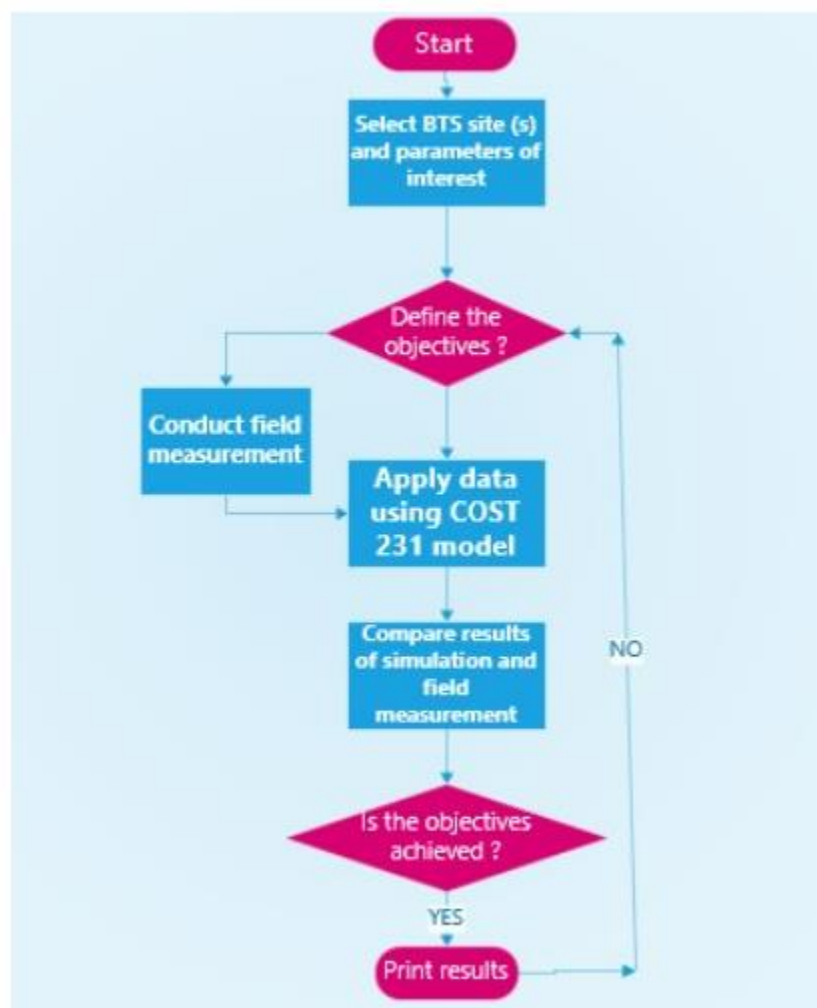 Start
Select BTS site (s)
and parameters of
interest
Define the
objectives ?
Conduct field
measurement
Apply data
using COST
231 model
Compare results
of simulation and
field
measurement
NO
Is the objectives
achieved ?
YES
Print results